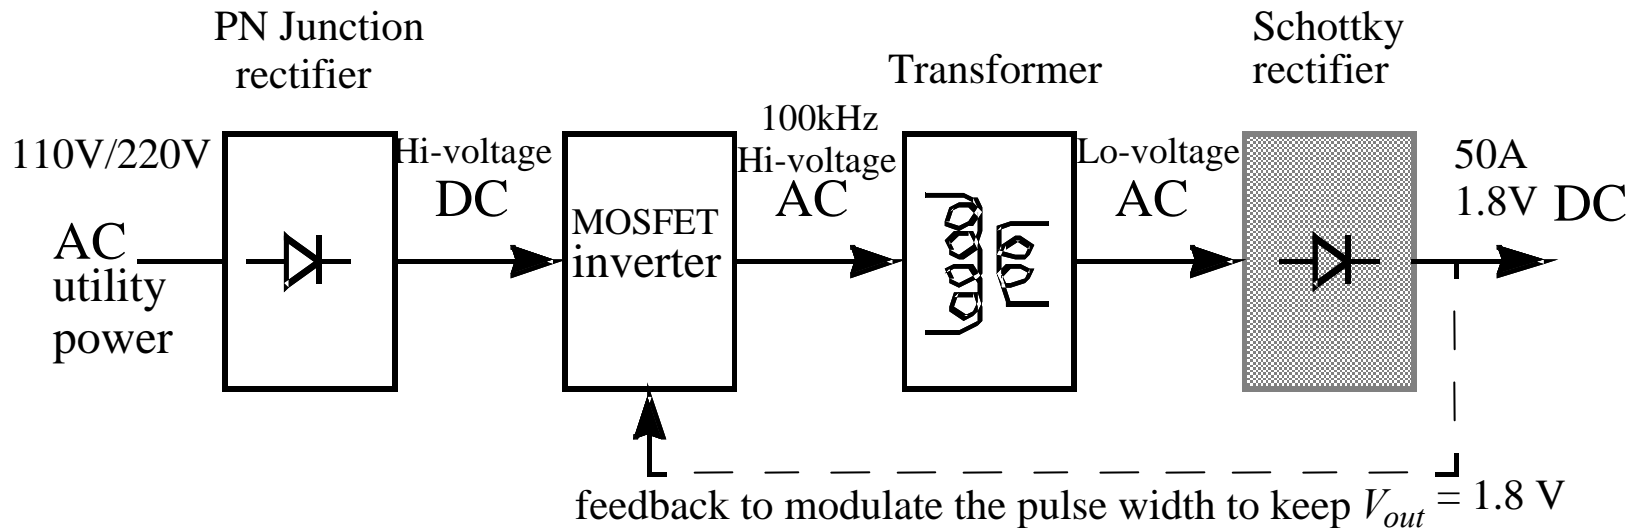 PN Junction
rectifier
Transformer
Schottky
rectifier
110V/220V
AC
utility
power
Hi-voltage
DC
MOSFET
inverter
100kHz
Hi-voltage
AC
Lo-voltage
AC
50A
1.8V DC
feedback to modulate the pulse width to keep Vout = 1.8 V